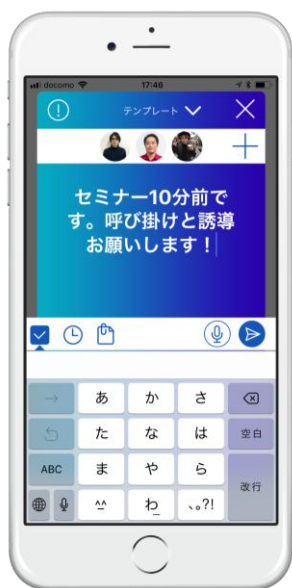 docomo 17:46
テンプレート
セミナー10分前で
す。呼び掛けと誘導
お願いします！
→ あ か さ
た な は 空白
ABC ま や ら
改行
^^ わ 、。?!